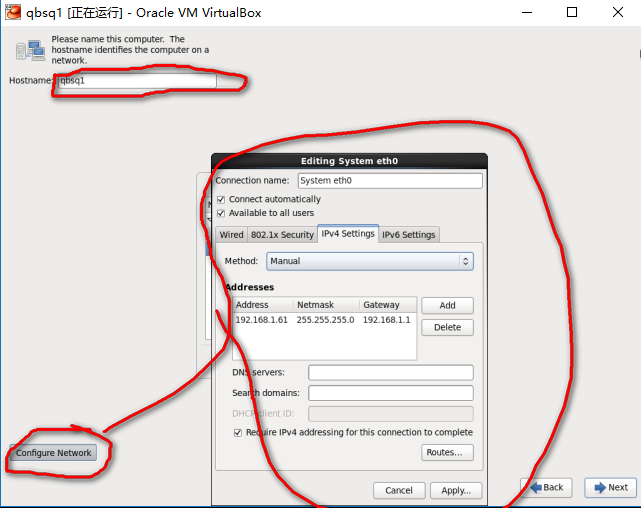 qbsq1 [正在运行] - Oracle VM VirtualBox
Please name this computer. The
hostname identifies the computer on a
network.
Hostname: qbsq1
Editing System eth0
Connection name: System eth0
Connect automatically
Available to all users
Wired 802.1x Security IPv4 Settings IPv6 Settings
Method: Manual
Addresses
Address Netmask Gateway
192.168.1.61 255.255.255.0 192.168.1.1
Add
Delete
DNS servers:
Search domains:
DHCP client ID:
Require IPv4 addressing for this connection to complete
Routes...
Configure Network
Cancel Apply...
Back Next